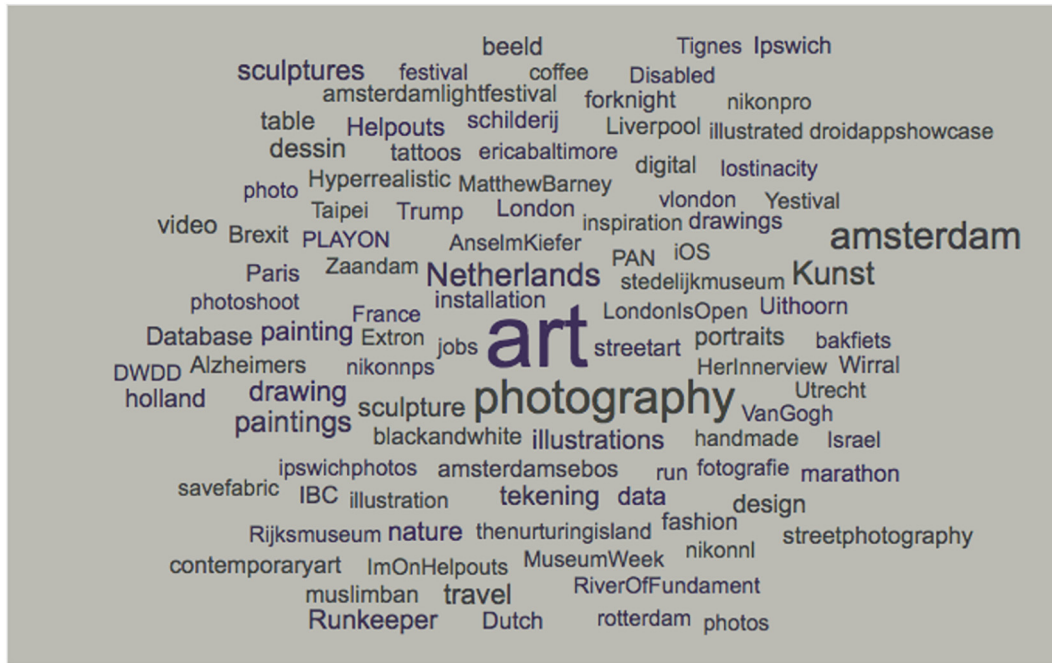 beeld Tignes Ipswich
sculptures festival coffee Disabled
amsterdamlightfestival forknight nikonpro
table Helpouts schilderij Liverpool illustrated droidappshowcase
dessin tattoos ericabaltimore digital lostinacity
photo Hyperrealistic MatthewBarney vlondon Yestival
video Taipei Trump London inspiration drawings amsterdam
Brexit PLAYON AnselmKiefer PAN iOS
Paris Zaandam Netherlands stedelijkmuseum Kunst
photoshoot France installation LondonIsOpen Uithoorn
Database painting Extron jobs art streetart portraits bakfiets
DWDD Alzheimers nikonnps HerInnerview Wirral
holland drawing sculpture photography Utrecht
paintings VanGogh
blackandwhite illustrations handmade Israel
ipswichphotos amsterdamsebos run fotografie marathon
savefabric IBC illustration tekening data design
Rijksmuseum nature thenurturingisland fashion streetphotography
contemporaryart ImOnHelpouts MuseumWeek nikonnl
muslimban travel RiverOfFundament
Runkeeper Dutch rotterdam photos